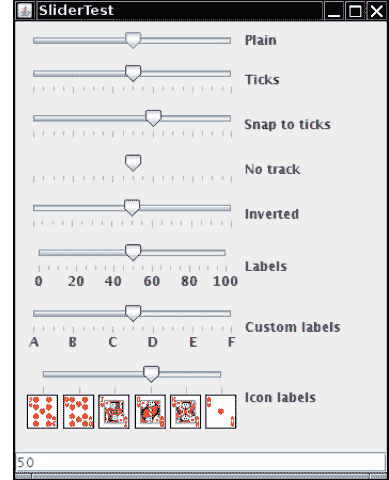 SliderTest
Plain
Ticks
Snap to ticks
No track
Inverted
Labels
0 20 40 60 80 100
Custom labels
A B C D E F
Icon labels
50